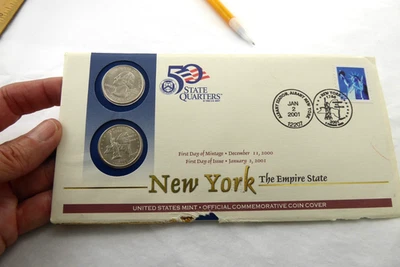 50
STATE
QUARTERS
JAN
2
2001
12207
First Day of Mintage • December 11, 2000
First Day of Issue • January 2, 2001
New York The Empire State
UNITED STATES MINT • OFFICIAL COMMEMORATIVE COIN COVER